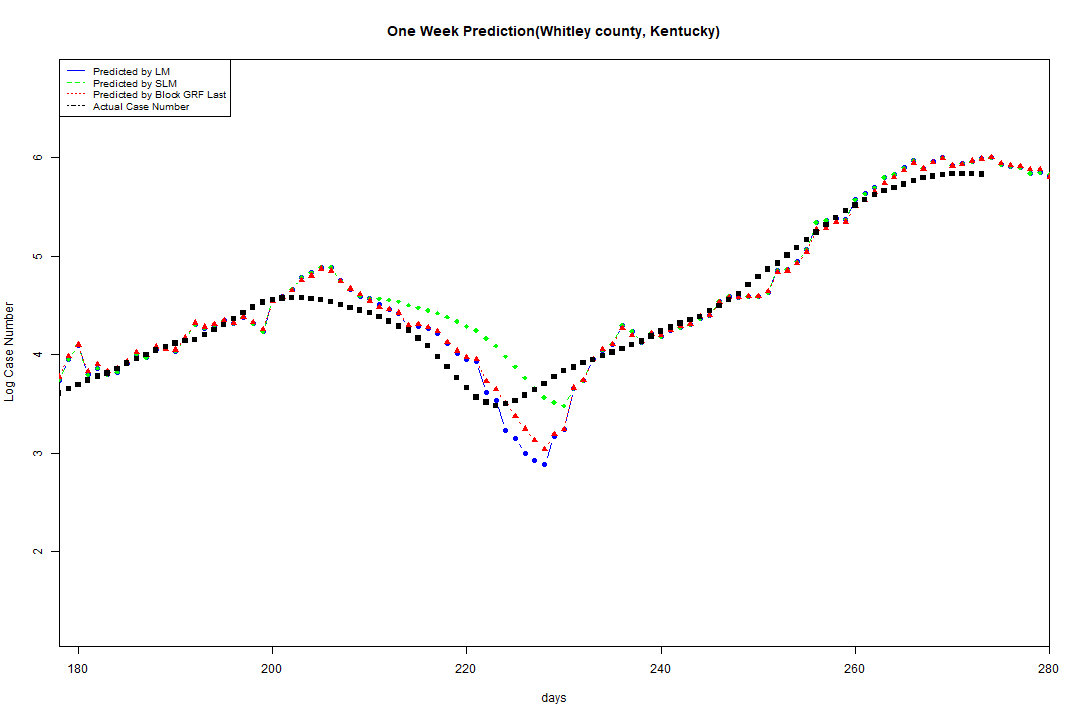 One Week Prediction(Whitley county, Kentucky)
Predicted by LM
Predicted by SLM
Predicted by Block GRF Last
Actual Case Number
6
5
4
3
2
Log Case Number
180 200 220 240 260 280
days